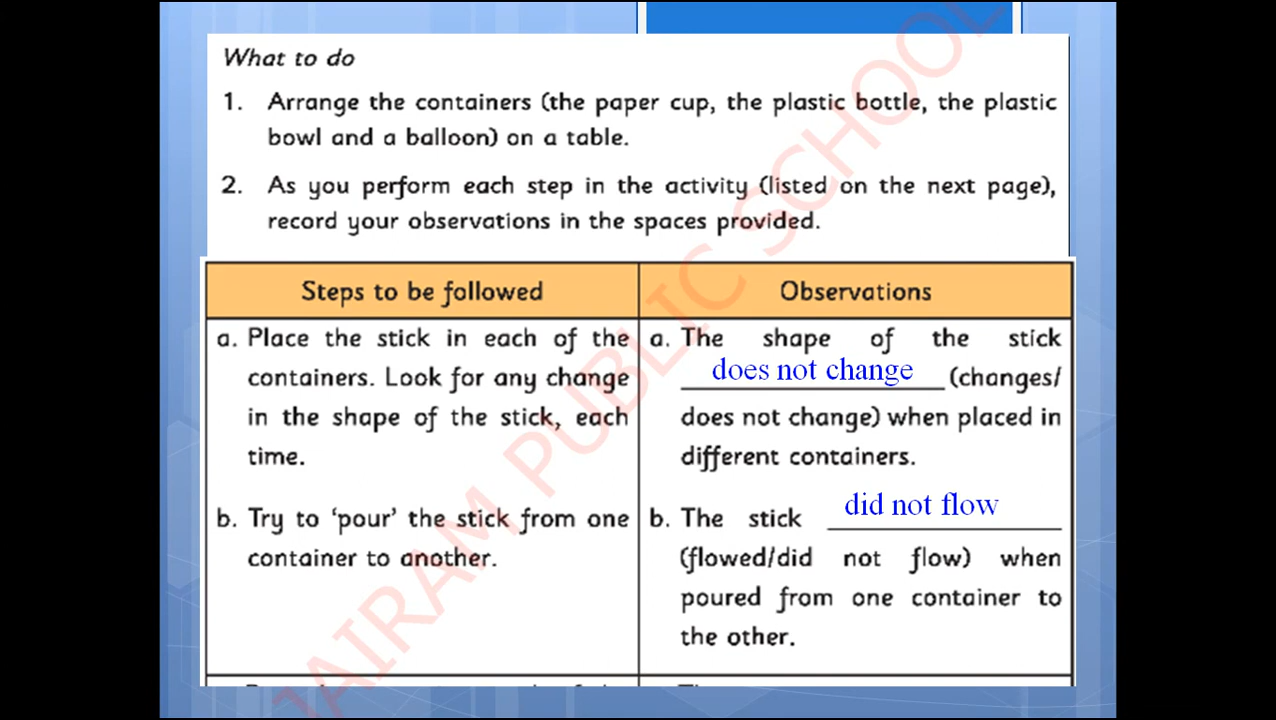 What to do
1. Arrange the containers (the paper cup, the plastic bottle, the plastic
bowl and a balloon) on a table.
2. As you perform each step in the activity (listed on the next page),
record your observations in the spaces provided.
Steps to be followed
Observations
a. Place the stick in each of the
containers. Look for any change
in the shape of the stick, each
time.
a. The shape of the stick
does not change (changes/
does not change) when placed in
different containers.
b. Try to ‘pour’ the stick from one
container to another.
b. The stick did not flow
(flowed/did not flow) when
poured from one container to
the other.
JAIRAM PUBLIC SCHOOL